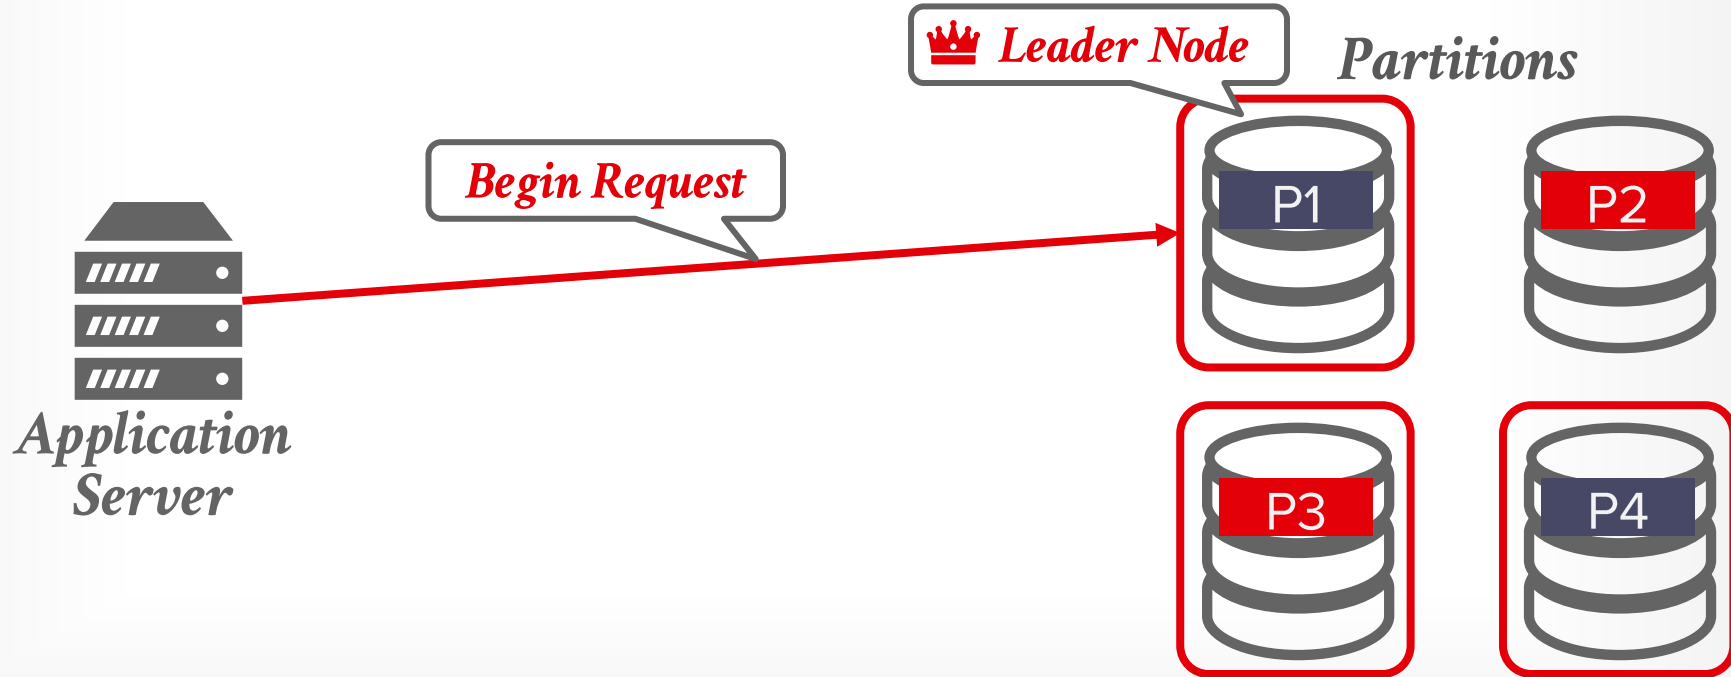 Leader Node
Partitions
Begin Request
P1
P2
Application
Server
P3
P4